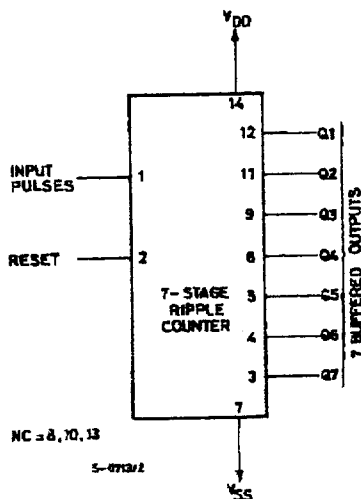 VDD
14
12 Q1
11 Q2
INPUT PULSES 1
9 Q3
RESET 2
6 Q4
5 Q5
7-STAGE
RIPPLE
COUNTER
4 Q6
3 Q7
7 BUFFERED OUTPUTS
7
NC = 8, 10, 13
VSS